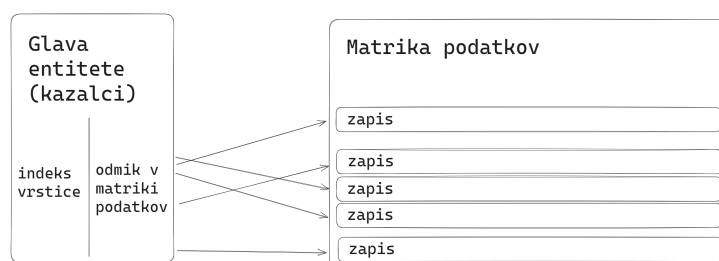 Glava
entitete
(kazalci)
indeks
vrstice
odmik v
matriki
podatkov
Matrika podatkov
zapis
zapis
zapis
zapis
zapis